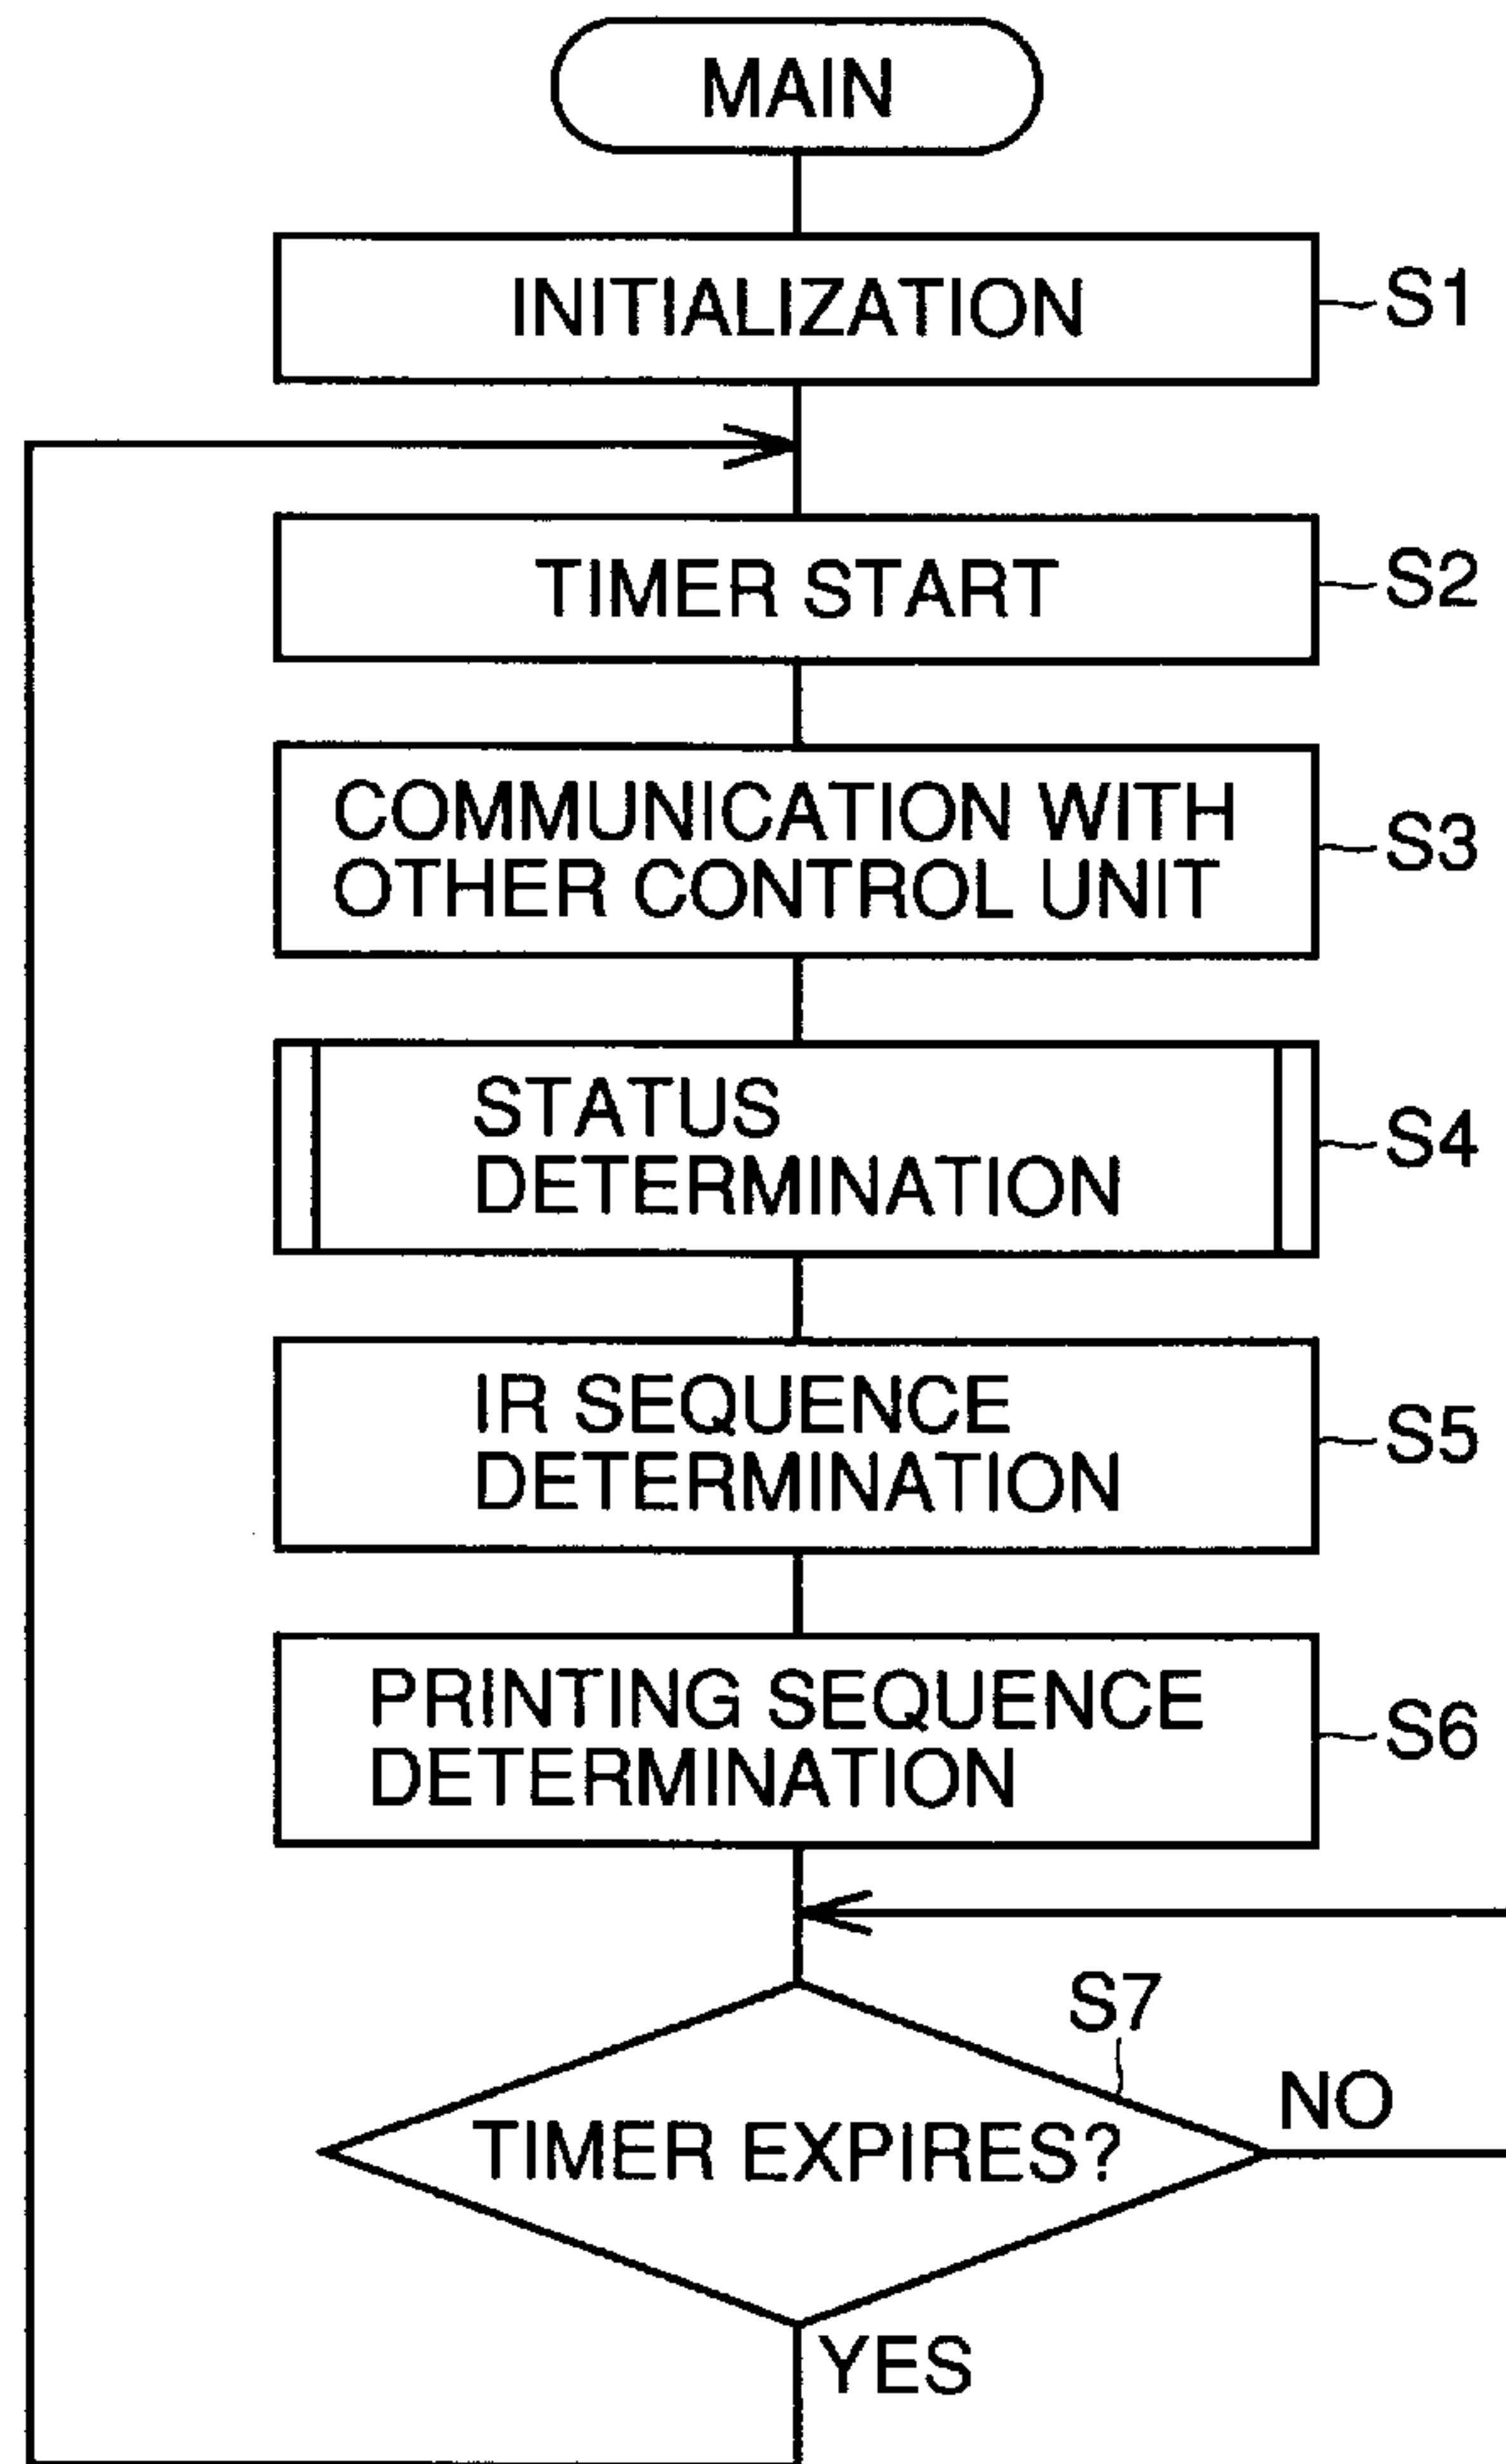 MAIN
INITIALIZATION
S1
TIMER START
S2
COMMUNICATION WITH
OTHER CONTROL UNIT
S3
STATUS
DETERMINATION
S4
IR SEQUENCE
DETERMINATION
S5
PRINTING SEQUENCE
DETERMINATION
S6
S7
TIMER EXPIRES?
NO
YES